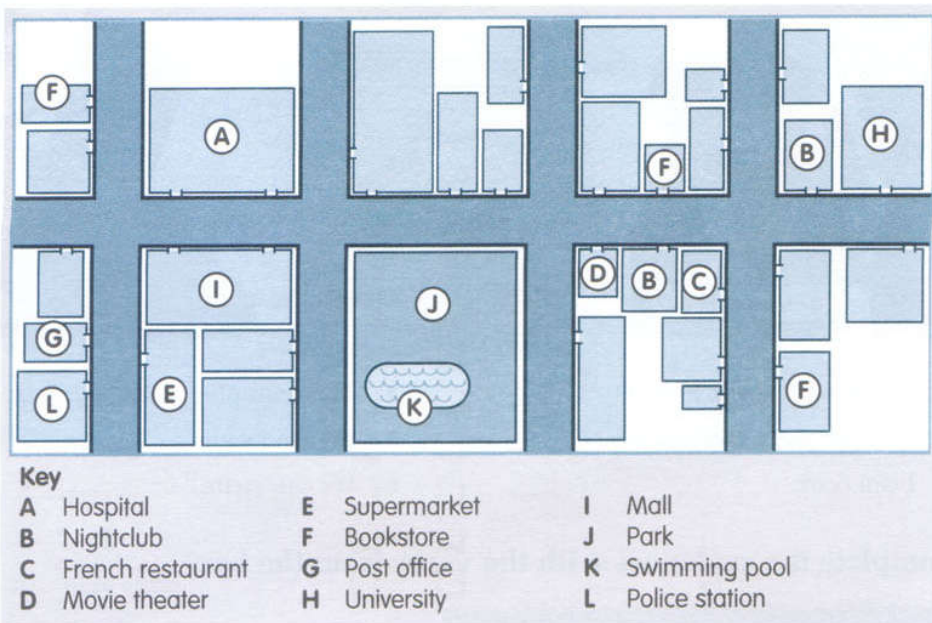 F
A
F
B
H
I
J
D
B
C
G
L
E
K
F
Key
A Hospital
B Nightclub
C French restaurant
D Movie theater
E Supermarket
F Bookstore
G Post office
H University
I Mall
J Park
K Swimming pool
L Police station